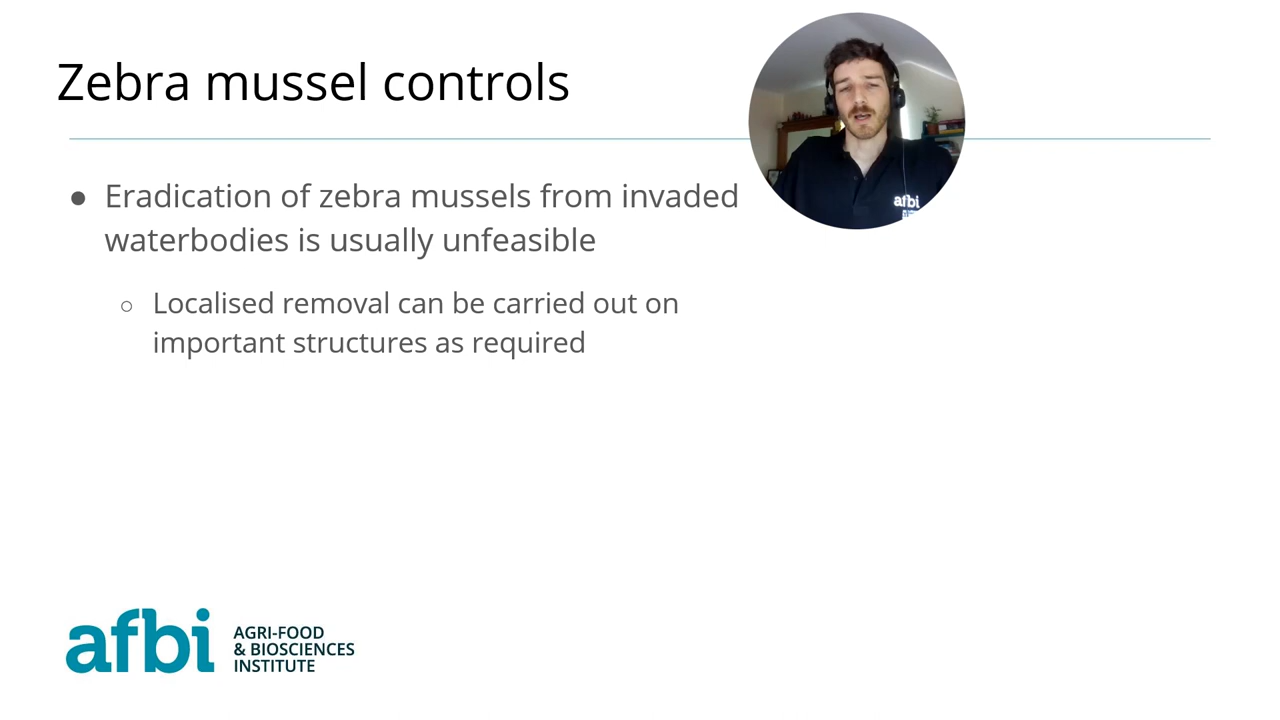 Zebra mussel controls
● Eradication of zebra mussels from invaded
waterbodies is usually unfeasible
○ Localised removal can be carried out on
important structures as required
afbi
afbi
AGRI-FOOD
& BIOSCIENCES
INSTITUTE